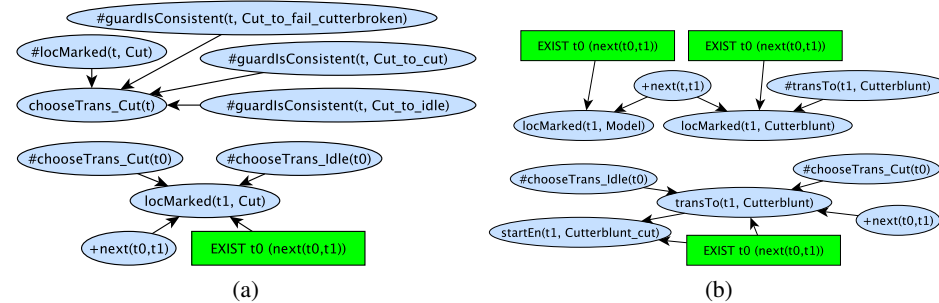 #guardIsConsistent(t, Cut_to_fail_cutterbroken)
#locMarked(t, Cut)
#guardIsConsistent(t, Cut_to_cut)
chooseTrans_Cut(t)
#guardIsConsistent(t, Cut_to_idle)
#chooseTrans_Cut(t0)
#chooseTrans_Idle(t0)
locMarked(t1, Cut)
+next(t0,t1)
EXIST t0 (next(t0,t1))
(a)
EXIST t0 (next(t0,t1))
EXIST t0 (next(t0,t1))
+next(t,t1)
#transTo(t1, Cutterblunt)
locMarked(t1, Model)
locMarked(t1, Cutterblunt)
#chooseTrans_Idle(t0)
#chooseTrans_Cut(t0)
transTo(t1, Cutterblunt)
+next(t0,t1)
startEn(t1, Cutterblunt_cut)
EXIST t0 (next(t0,t1))
(b)